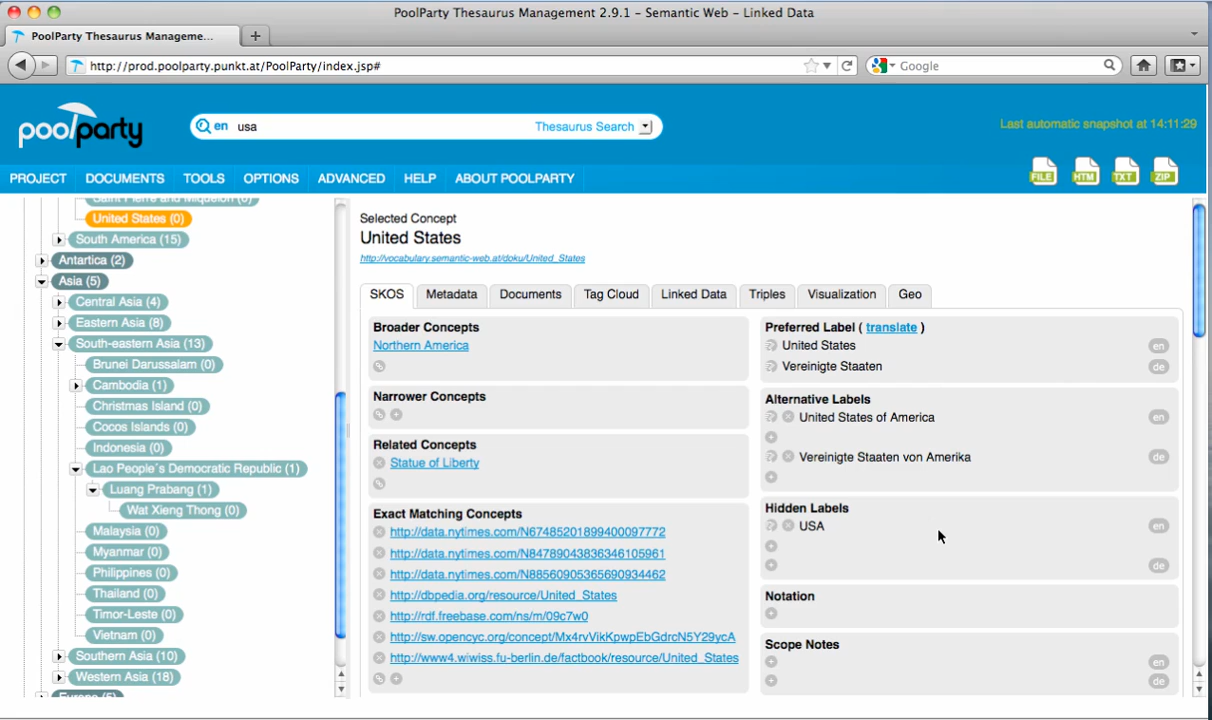 PoolParty Thesaurus Management 2.9.1 – Semantic Web – Linked Data
PoolParty Thesaurus Manageme...
http://prod.poolparty.punkt.at/PoolParty/index.jsp#
Google
poolparty
en usa
Thesaurus Search
Last automatic snapshot at 14:11:29
FILE
HTM
TXT
ZIP
PROJECT
DOCUMENTS
TOOLS
OPTIONS
ADVANCED
HELP
ABOUT POOLPARTY
Saint Pierre and Miquelon (0)
United States (0)
South America (15)
Antartica (2)
Asia (5)
Central Asia (4)
Eastern Asia (8)
South-eastern Asia (13)
Brunei Darussalam (0)
Cambodia (1)
Christmas Island (0)
Cocos Islands (0)
Indonesia (0)
Lao People´s Democratic Republic (1)
Luang Prabang (1)
Wat Xieng Thong (0)
Malaysia (0)
Myanmar (0)
Philippines (0)
Thailand (0)
Timor-Leste (0)
Vietnam (0)
Southern Asia (10)
Western Asia (18)
Europe (5)
Selected Concept
United States
http://vocabulary.semantic-web.at/doku/United_States
SKOS
Metadata
Documents
Tag Cloud
Linked Data
Triples
Visualization
Geo
Broader Concepts
Northern America
Narrower Concepts
Related Concepts
Statue of Liberty
Exact Matching Concepts
http://data.nytimes.com/N67485201899400097772
http://data.nytimes.com/N84789043836346105961
http://data.nytimes.com/N88560905365690934462
http://dbpedia.org/resource/United_States
http://rdf.freebase.com/ns/m/09c7w0
http://sw.opencyc.org/concept/Mx4rvVikKpwpEbGdrcN5Y29ycA
http://www4.wiwiss.fu-berlin.de/factbook/resource/United_States
Preferred Label ( translate )
United States en
Vereinigte Staaten de
Alternative Labels
United States of America en
Vereinigte Staaten von Amerika de
Hidden Labels
USA en
de
Notation
Scope Notes
en
de